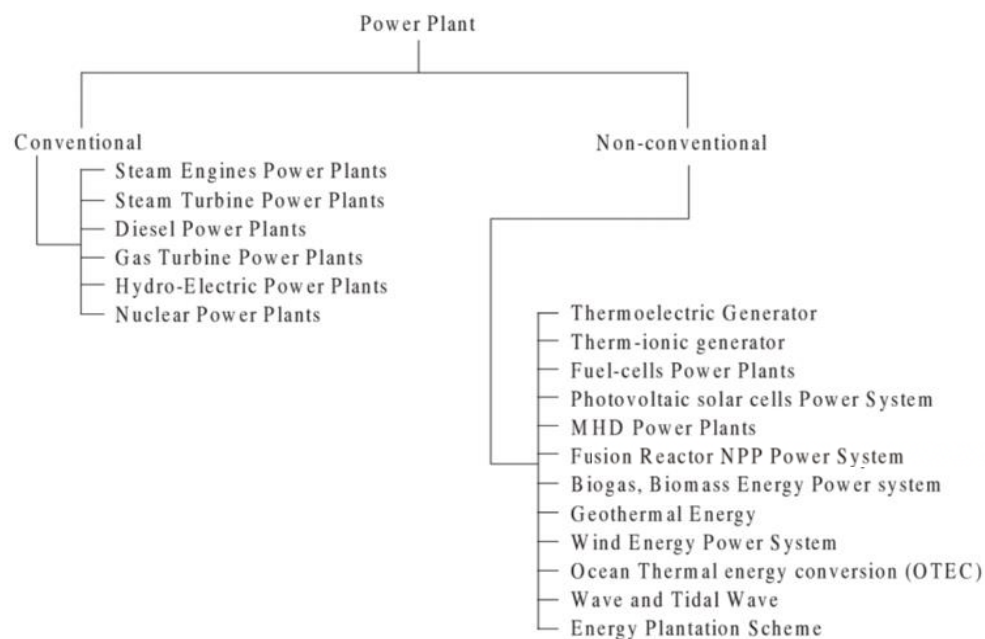 Power Plant
Conventional
Non-conventional
Steam Engines Power Plants
Steam Turbine Power Plants
Diesel Power Plants
Gas Turbine Power Plants
Hydro-Electric Power Plants
Nuclear Power Plants
Thermoelectric Generator
Therm-ionic generator
Fuel-cells Power Plants
Photovoltaic solar cells Power System
MHD Power Plants
Fusion Reactor NPP Power System
Biogas, Biomass Energy Power system
Geothermal Energy
Wind Energy Power System
Ocean Thermal energy conversion (OTEC)
Wave and Tidal Wave
Energy Plantation Scheme